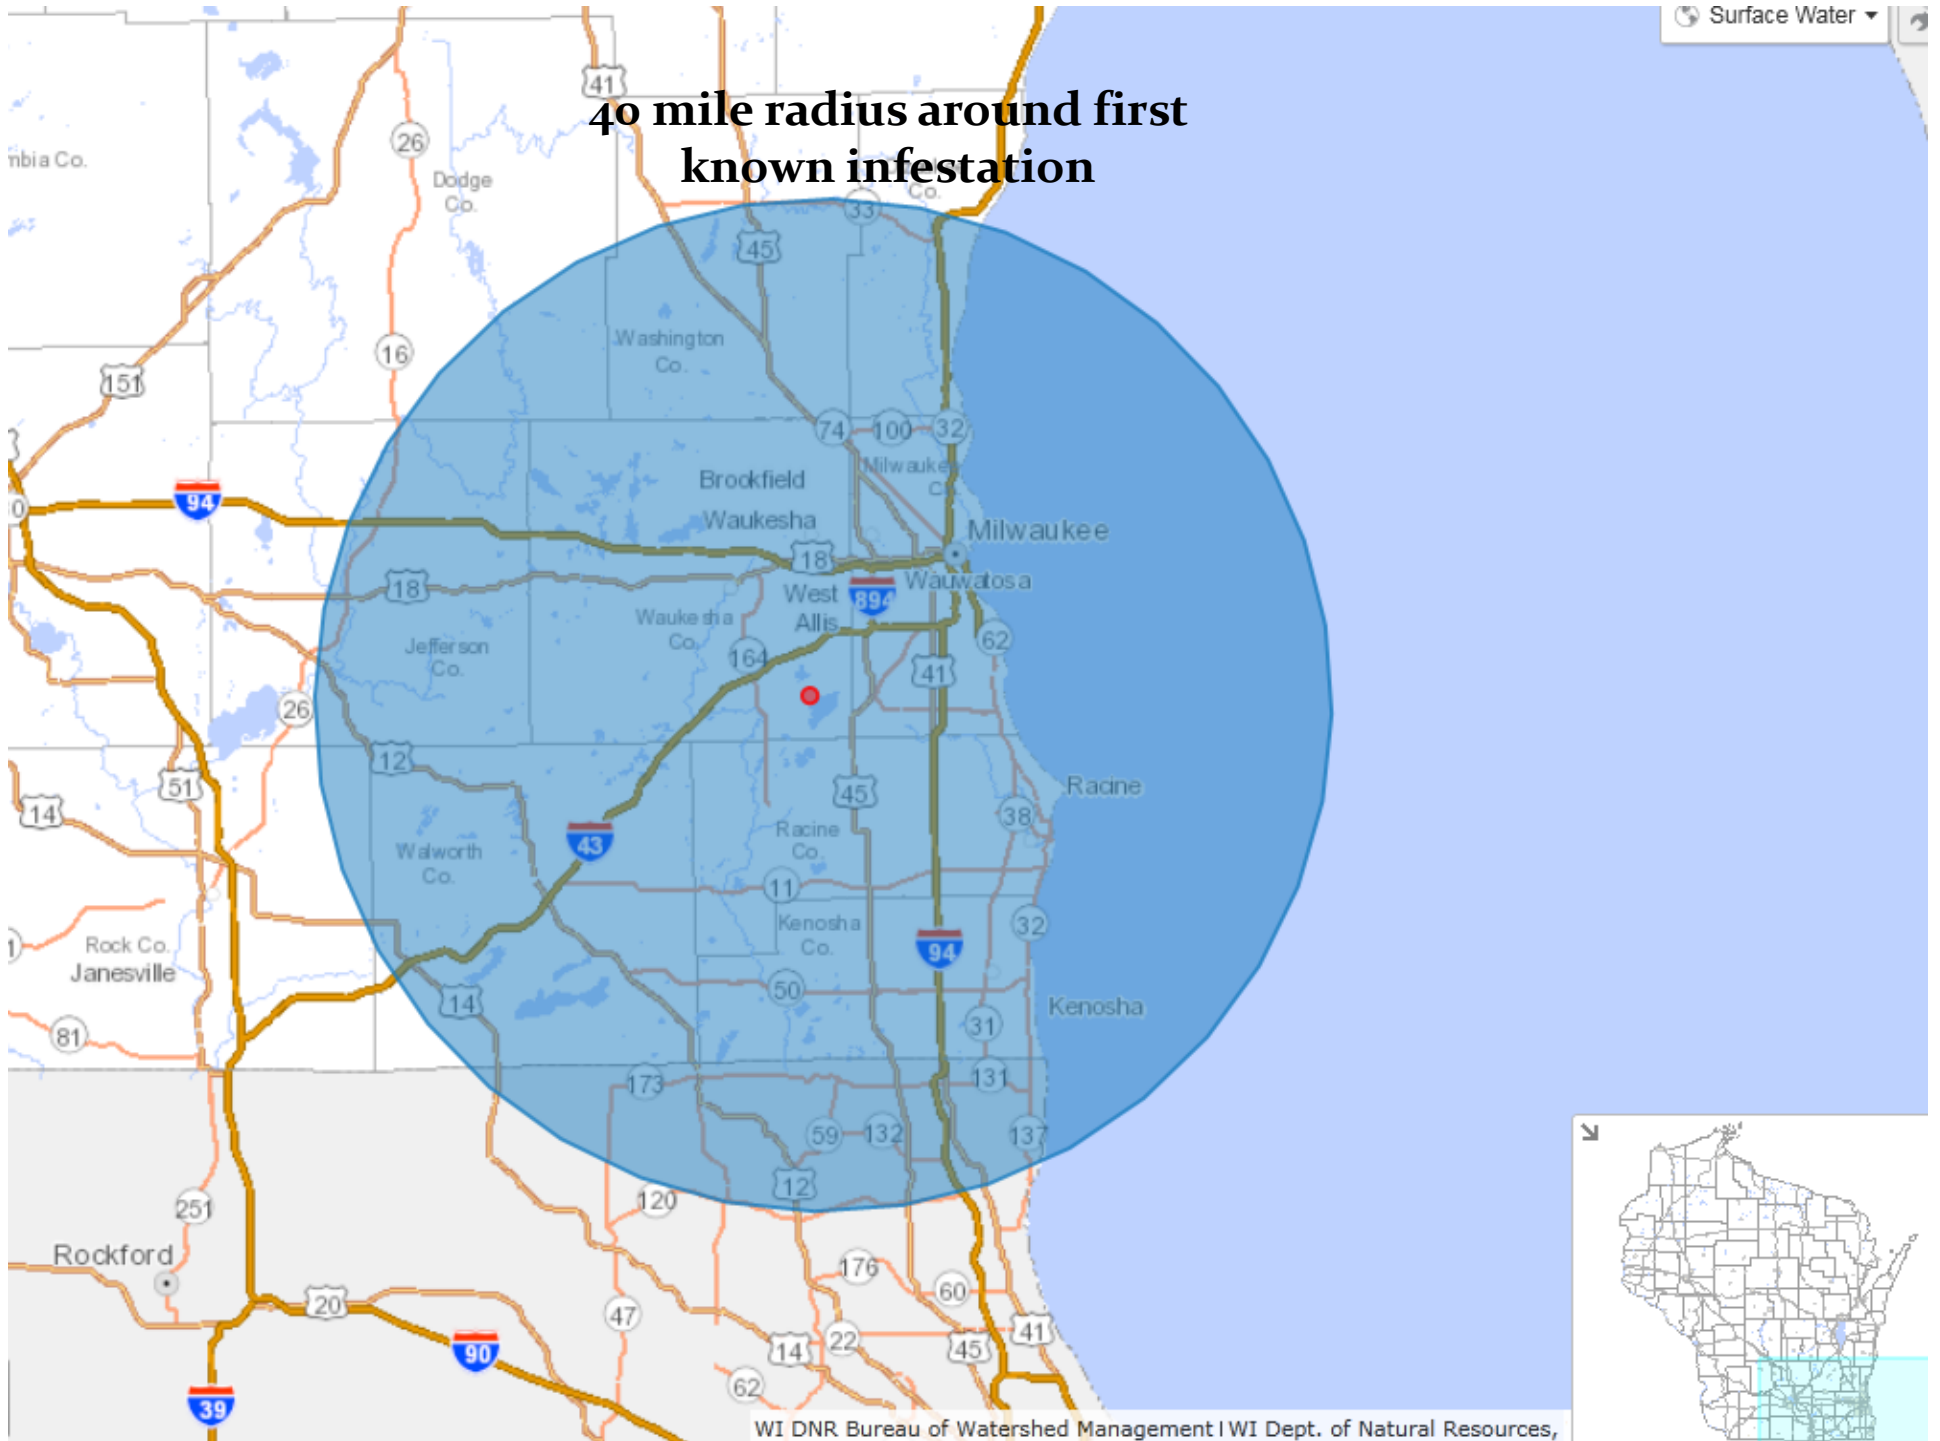 Surface Water
41
40 mile radius around first
known infestation
26
mbia Co.
Dodge
Co.
Co.
33
45
Washington
Co.
16
151
74
100
32
Milwauke
C
Brookfield
94
Waukesha
Milwaukee
18
Wauwatosa
18
West
Allis
894
Waukesha
Co.
62
Jefferson
Co.
164
41
26
12
51
45
Racine
14
38
43
Racine
Co.
Walworth
Co.
11
Kenosha
Co.
32
94
Rock Co.
Janesville
50
14
Kenosha
31
81
173
131
59
132
137
12
120
251
Rockford
176
60
20
47
41
22
45
14
90
62
39
WI DNR Bureau of Watershed Management | WI Dept. of Natural Resources,